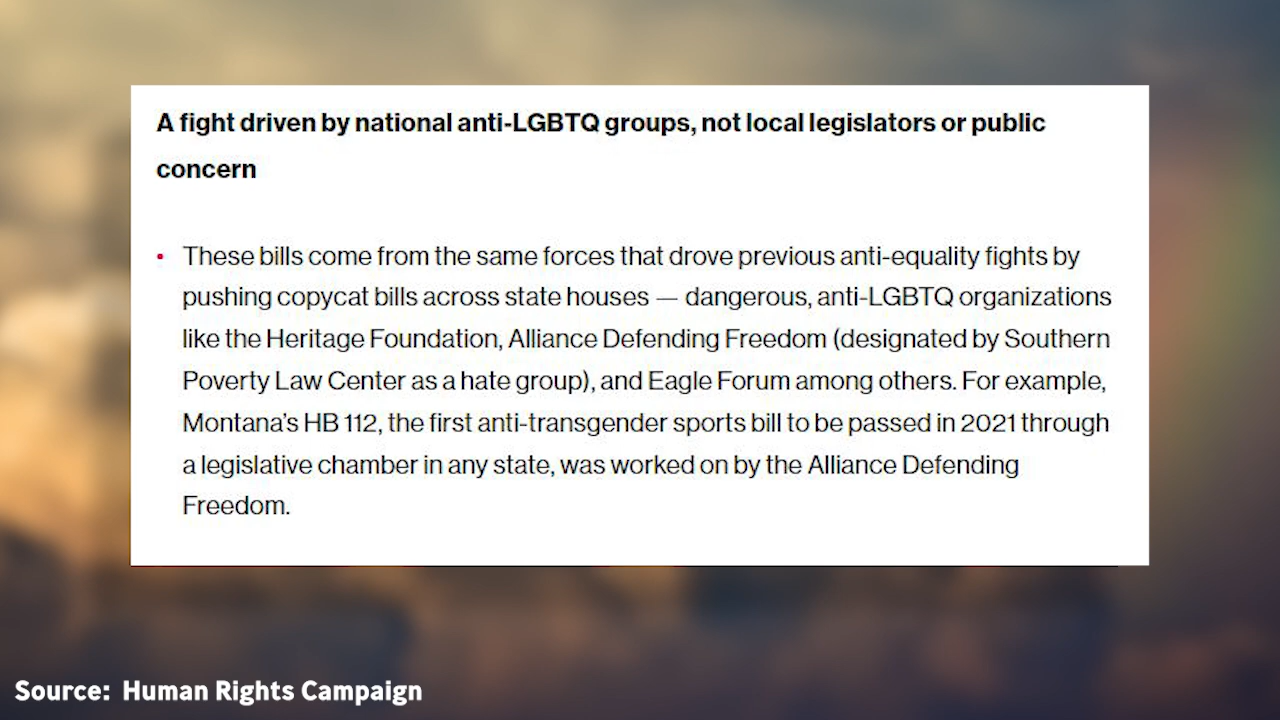 A fight driven by national anti-LGBTQ groups, not local legislators or public
concern
• These bills come from the same forces that drove previous anti-equality fights by
pushing copycat bills across state houses — dangerous, anti-LGBTQ organizations
like the Heritage Foundation, Alliance Defending Freedom (designated by Southern
Poverty Law Center as a hate group), and Eagle Forum among others. For example,
Montana's HB 112, the first anti-transgender sports bill to be passed in 2021 through
a legislative chamber in any state, was worked on by the Alliance Defending
Freedom.
Source: Human Rights Campaign